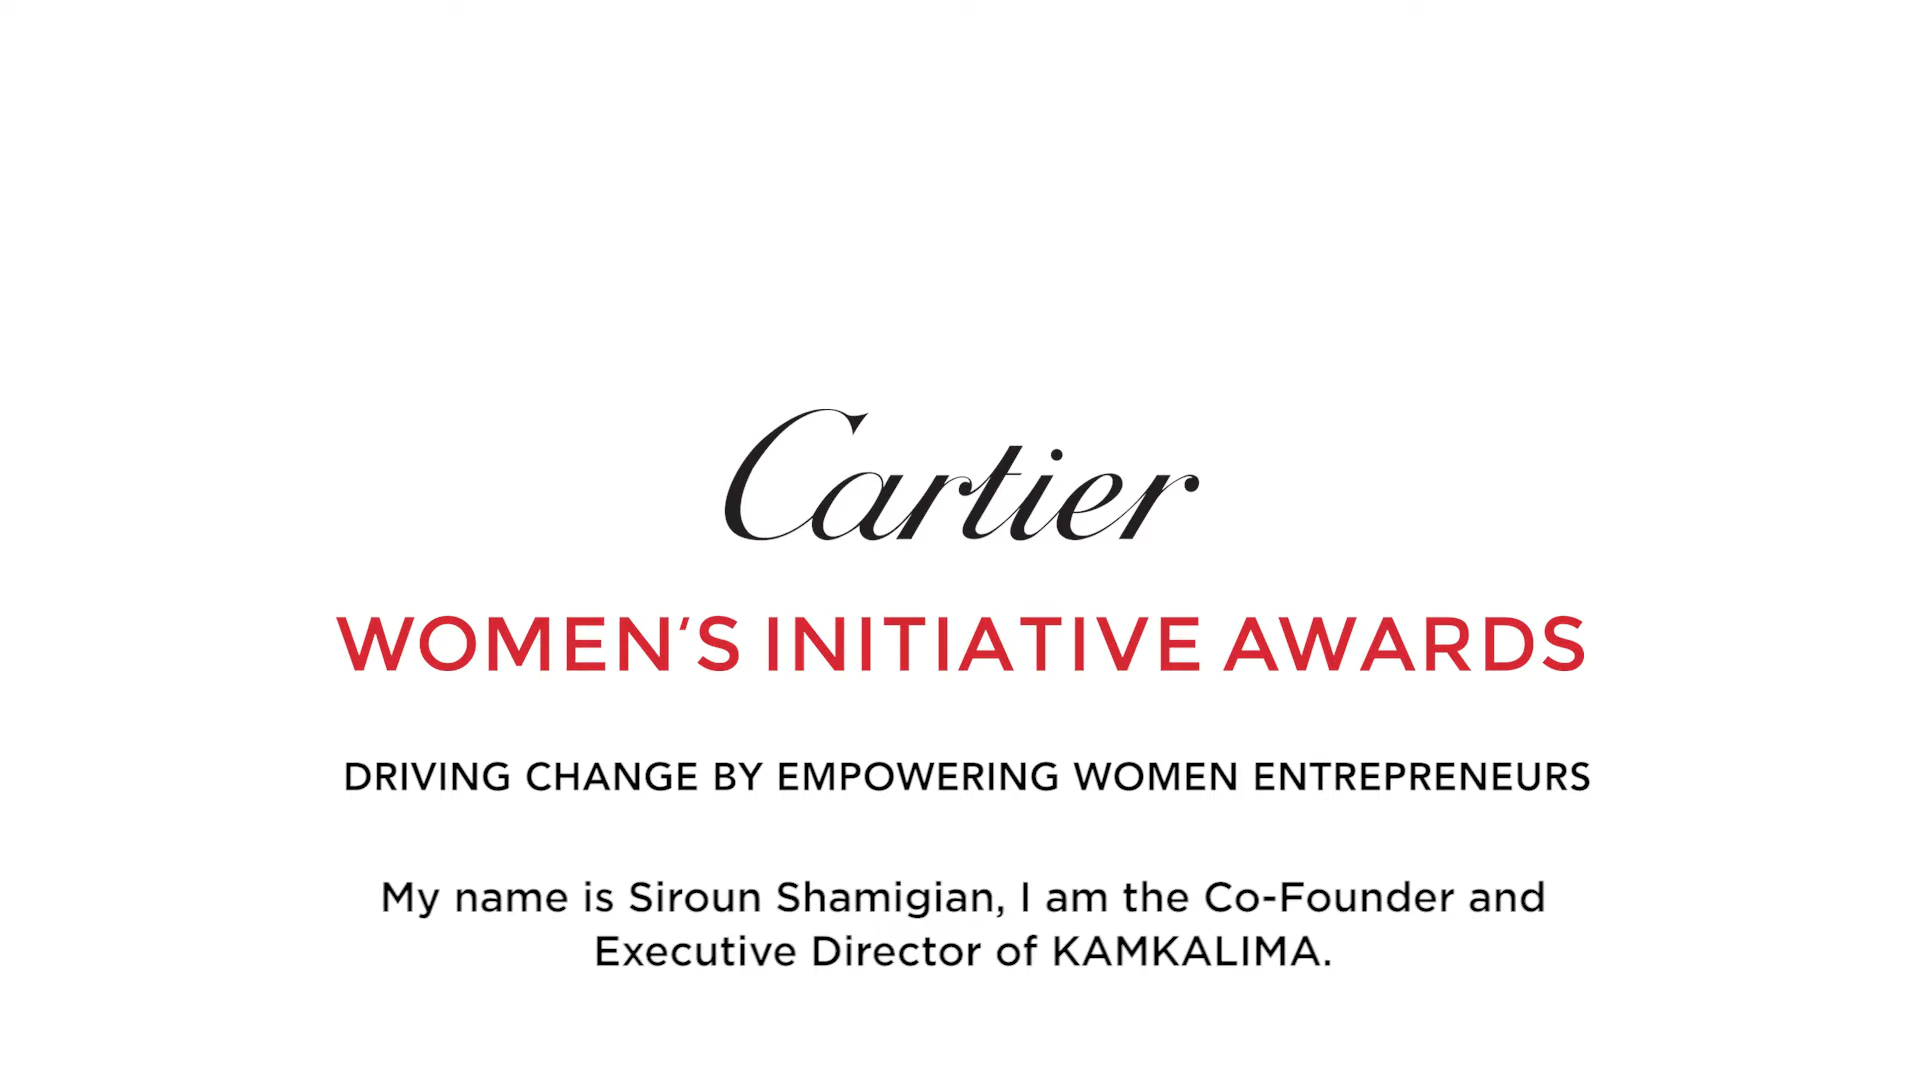 Cartier
WOMEN'S INITIATIVE AWARDS
DRIVING CHANGE BY EMPOWERING WOMEN ENTREPRENEURS
My name is Siroun Shamigian, I am the Co-Founder and
Executive Director of KAMKALIMA.